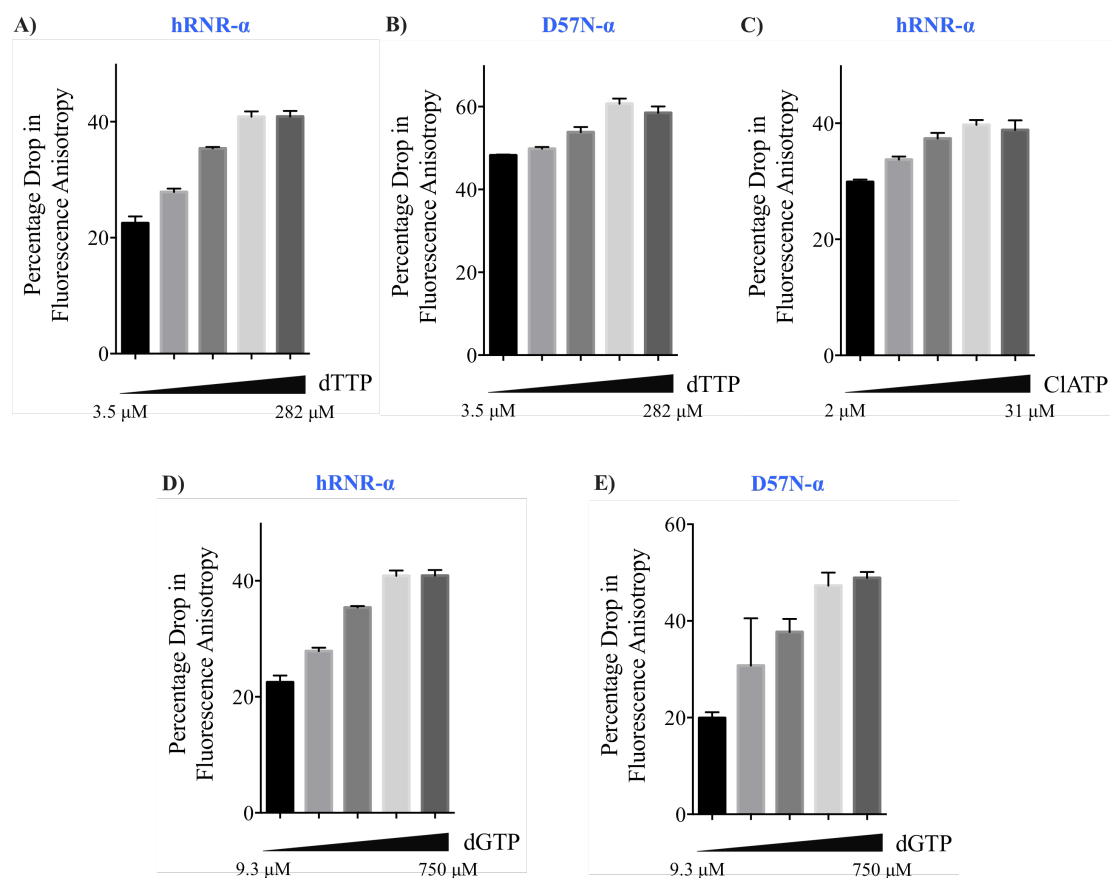 A) hRNR-α
Percentage Drop in
Fluorescence Anisotropy
40
20
0
dTTP
3.5 μM 282 μM
B) D57N-α
Percentage Drop in
Fluorescence Anisotropy
60
40
20
0
dTTP
3.5 μM 282 μM
C) hRNR-α
Percentage Drop in
Fluorescence Anisotropy
40
20
0
ClATP
2 μM 31 μM
D) hRNR-α
Percentage Drop in
Fluorescence Anisotropy
40
20
0
dGTP
9.3 μM 750 μM
E) D57N-α
Percentage Drop in
Fluorescence Anisotropy
60
40
20
0
dGTP
9.3 μM 750 μM